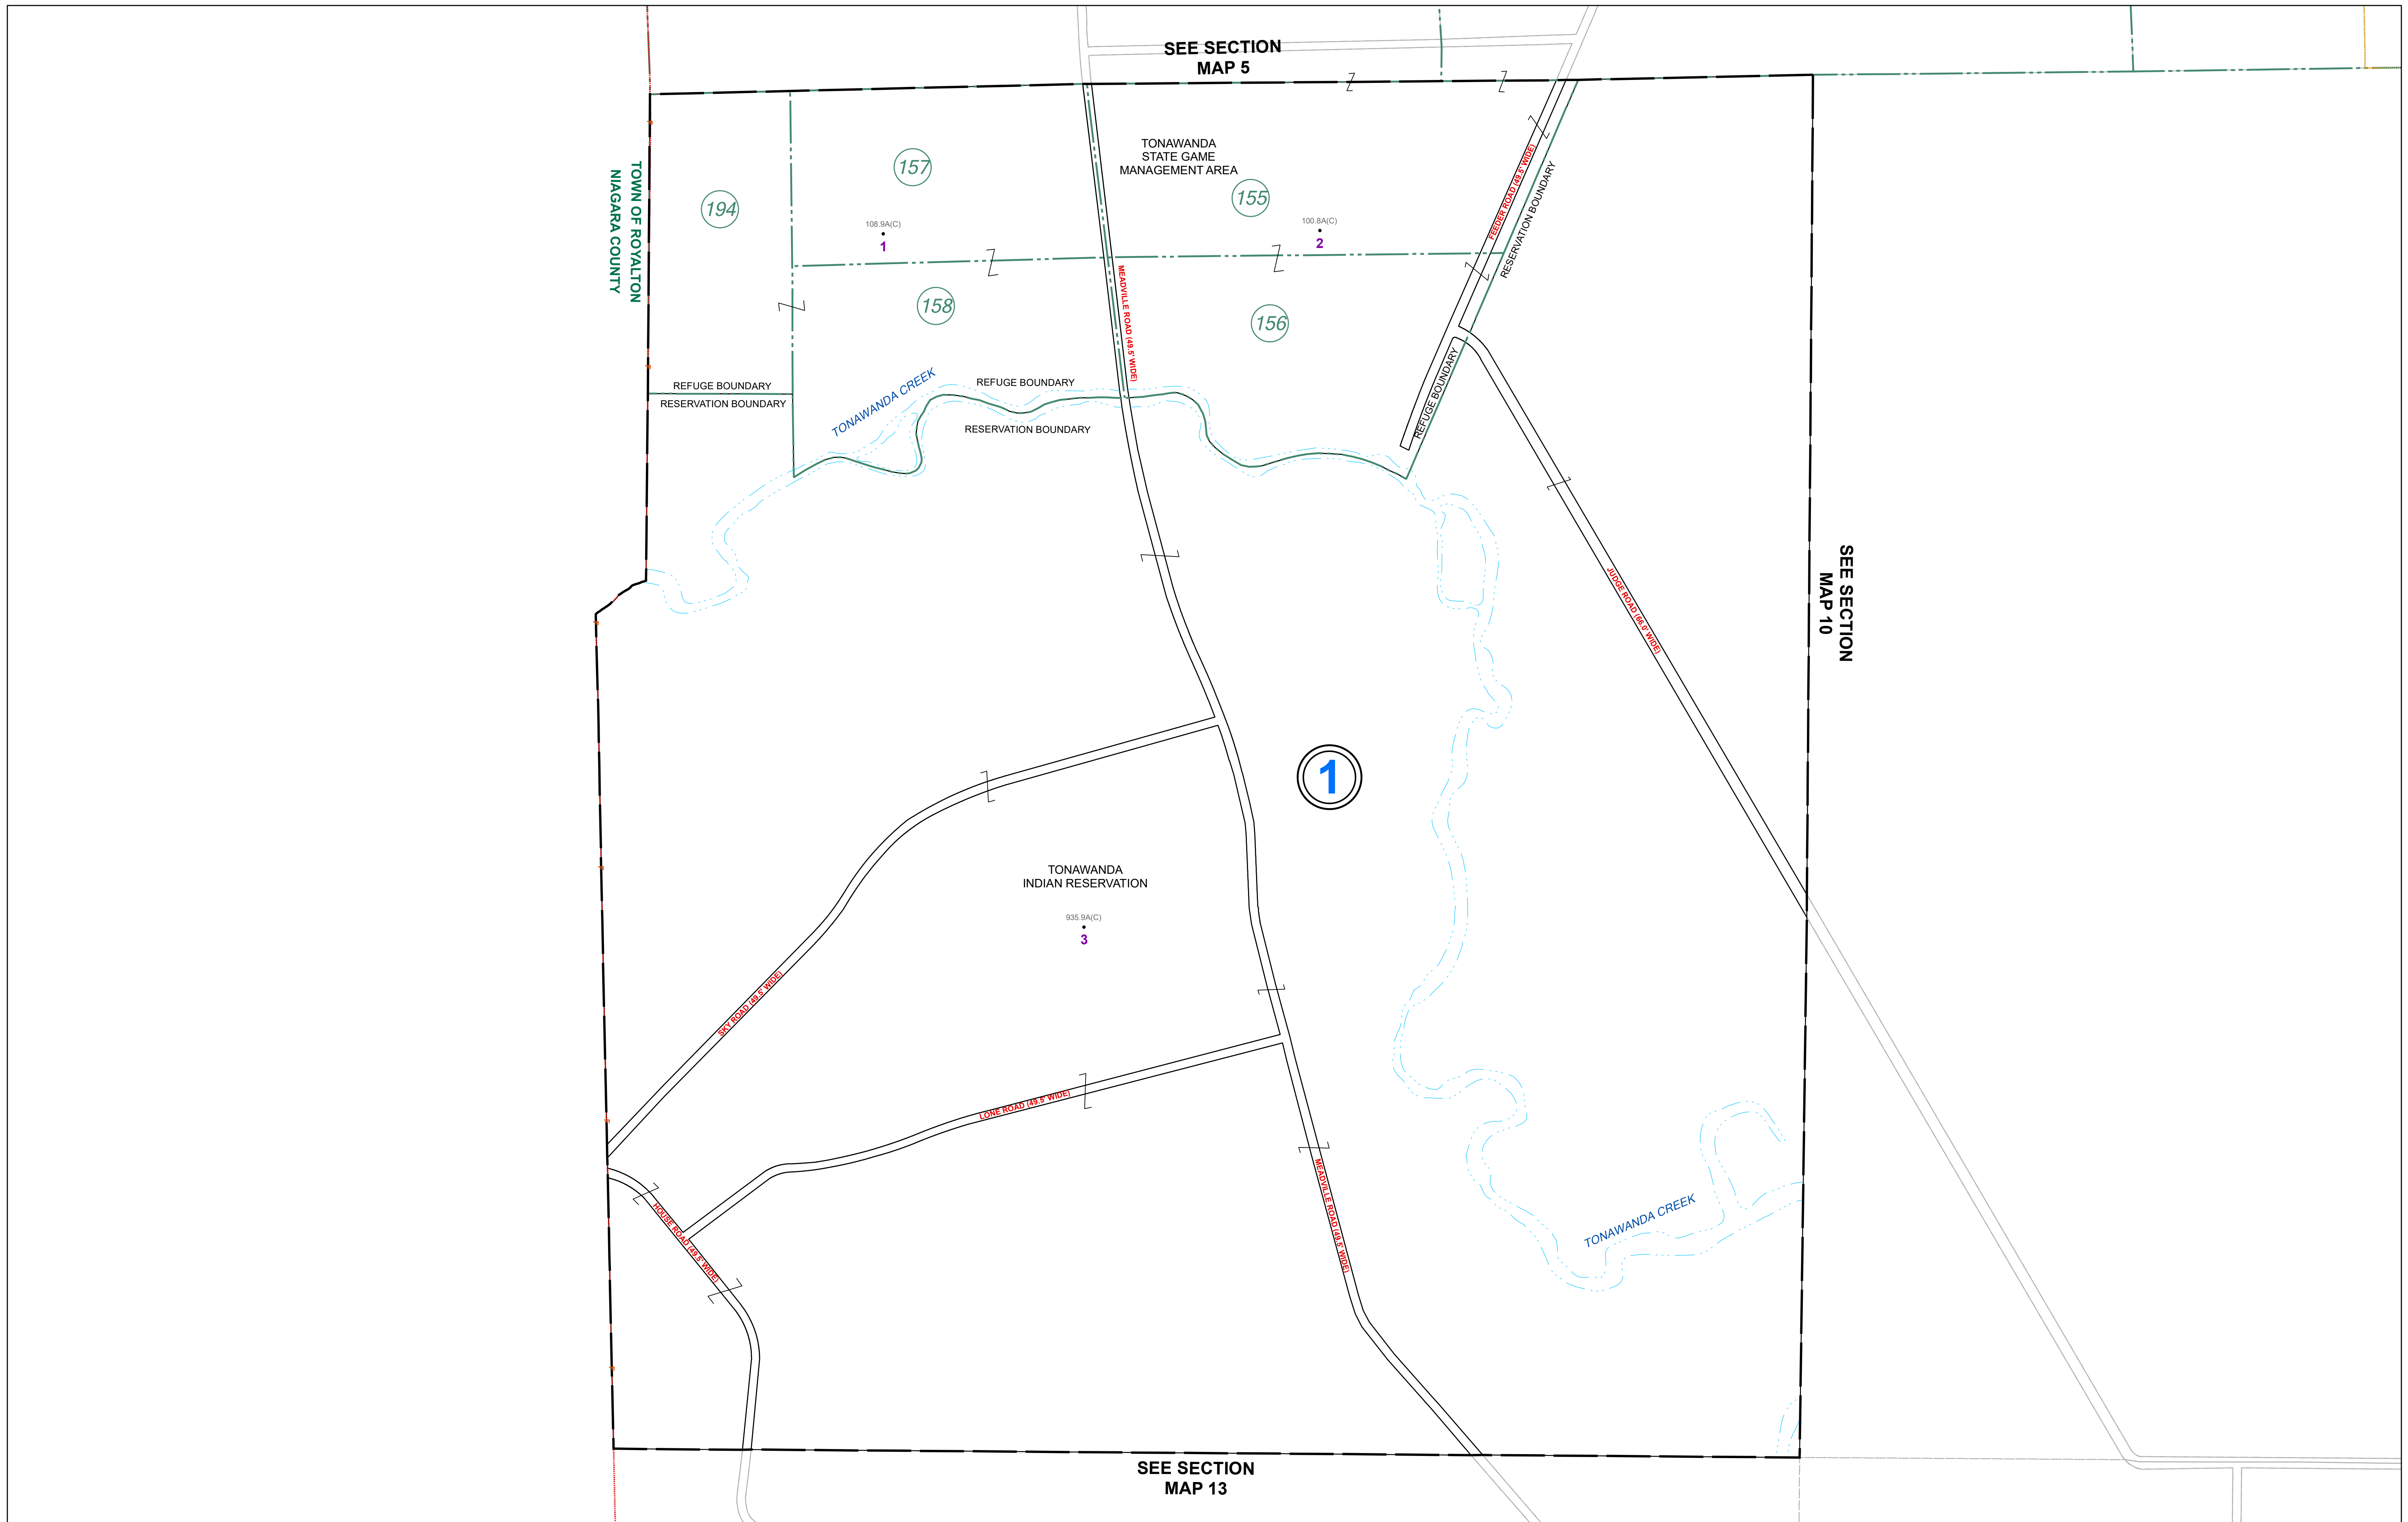 SEE SECTION
MAP 5
TONAWANDA
STATE GAME
MANAGEMENT AREA
TOWN OF ROYALTON
NIAGARA COUNTY
194
157
155
108.9A(C)
1
100.8A(C)
2
FEEDER ROAD (49.5' WIDE)
RESERVATION BOUNDARY
MEADVILLE ROAD (49.5' WIDE)
158
156
REFUGE BOUNDARY
RESERVATION BOUNDARY
TONAWANDA CREEK
REFUGE BOUNDARY
RESERVATION BOUNDARY
REFUGE BOUNDARY
JUDGE ROAD (66.0' WIDE)
SEE SECTION
MAP 10
1
TONAWANDA
INDIAN RESERVATION
935.9A(C)
3
SKY ROAD (49.5' WIDE)
LONE ROAD (49.5' WIDE)
HOUSE ROAD (49.5' WIDE)
MEADVILLE ROAD (49.5' WIDE)
TONAWANDA CREEK
SEE SECTION
MAP 13